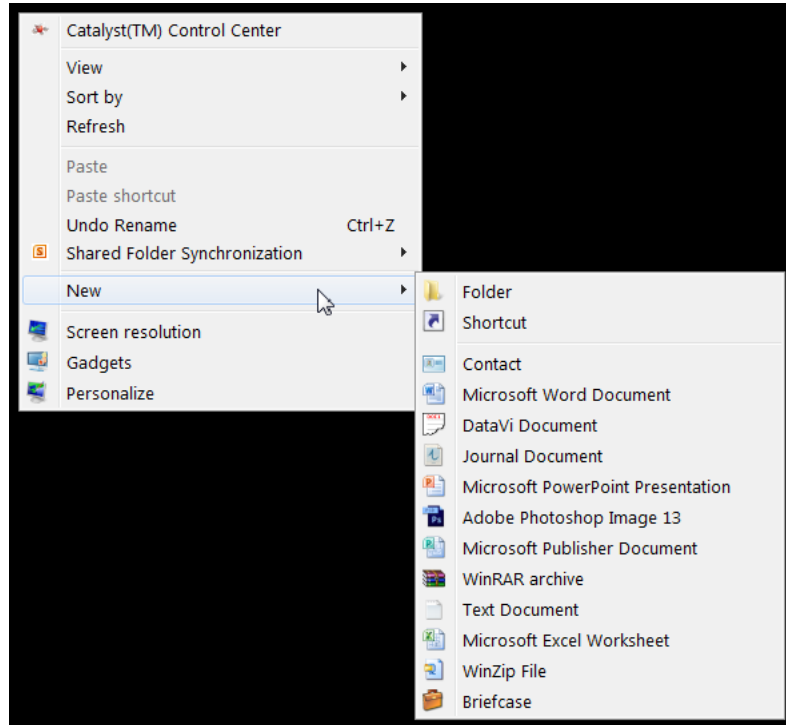 Catalyst(TM) Control Center
View
Sort by
Refresh
Paste
Paste shortcut
Undo Rename Ctrl+Z
Shared Folder Synchronization
New
Screen resolution
Gadgets
Personalize
Folder
Shortcut
Contact
Microsoft Word Document
DataVi Document
Journal Document
Microsoft PowerPoint Presentation
Adobe Photoshop Image 13
Microsoft Publisher Document
WinRAR archive
Text Document
Microsoft Excel Worksheet
WinZip File
Briefcase